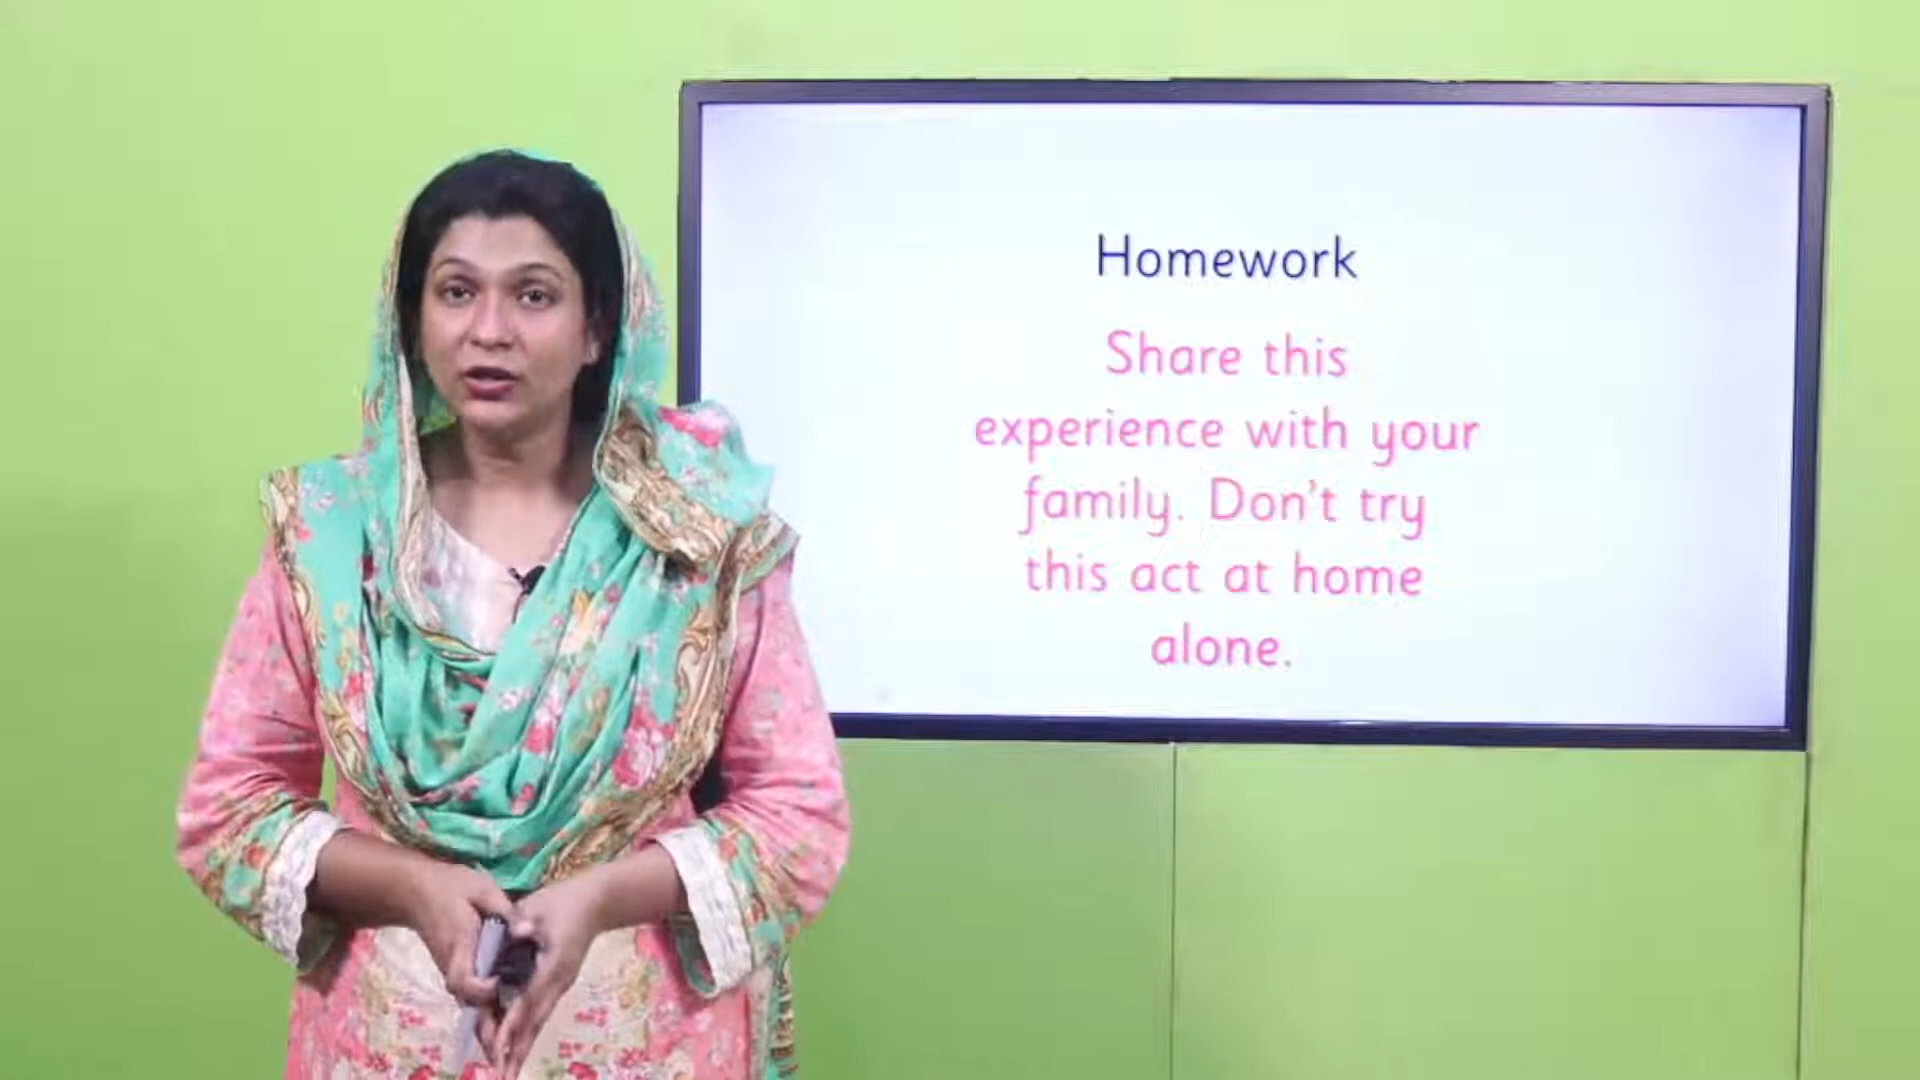 Homework
Share this
experience with your
family. Don't try
this act at home
alone.